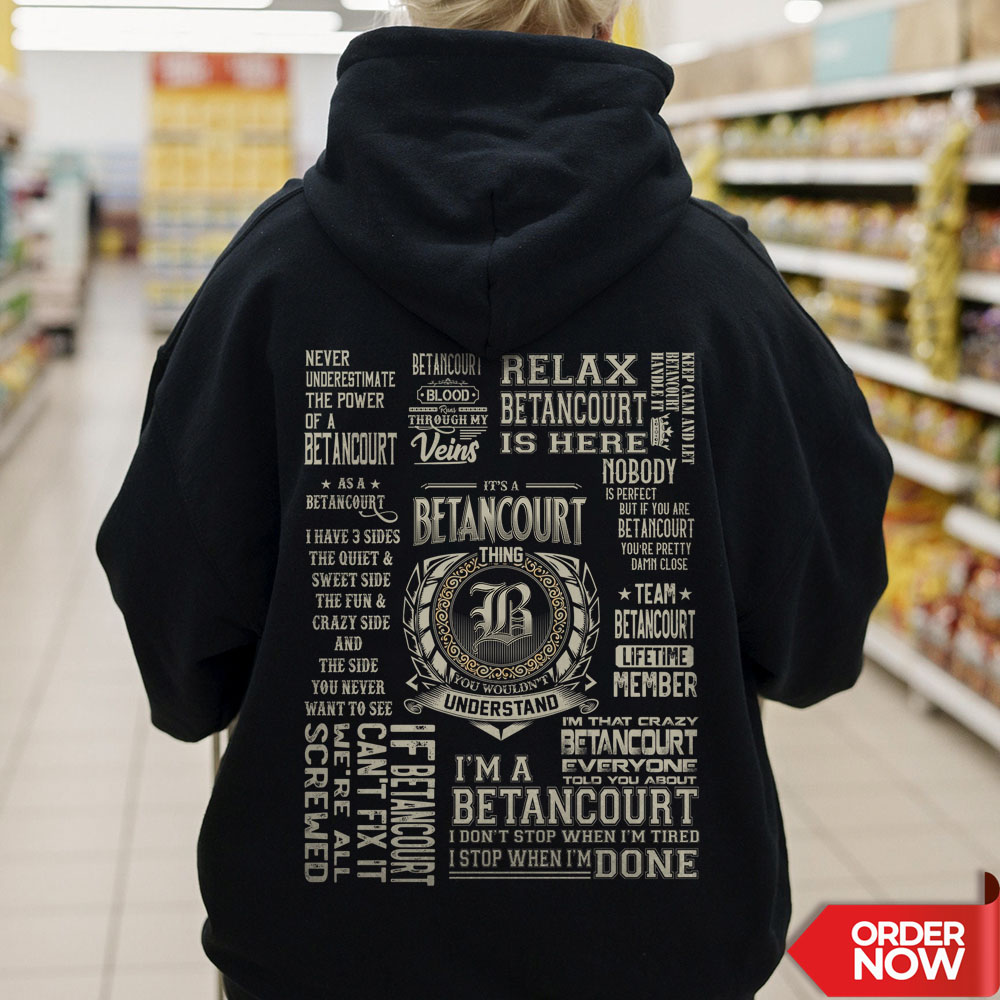 NEVER
UNDERESTIMATE
THE POWER
OF A
BETANCOURT
BETANCOURT
BLOOD
Runs
THROUGH MY
Veins
RELAX
BETANCOURT
IS HERE
KEEP CALM AND LET
BETANCOURT
HANDLE IT
AS A
BETANCOURT
I HAVE 3 SIDES
THE QUIET &
SWEET SIDE
THE FUN &
CRAZY SIDE
AND
THE SIDE
YOU NEVER
WANT TO SEE
IT'S A
BETANCOURT
THING
B
YOU WOULDN'T
UNDERSTAND
NOBODY
IS PERFECT
BUT IF YOU ARE
BETANCOURT
YOU'RE PRETTY
DAMN CLOSE
TEAM
BETANCOURT
LIFETIME
MEMBER
IF BETANCOURT
CAN'T FIX IT
WE'RE ALL
SCREWED
I'M THAT CRAZY
BETANCOURT
EVERYONE
TOLD YOU ABOUT
I'M A
BETANCOURT
I DON'T STOP WHEN I'M TIRED
I STOP WHEN I'M DONE
ORDER
NOW